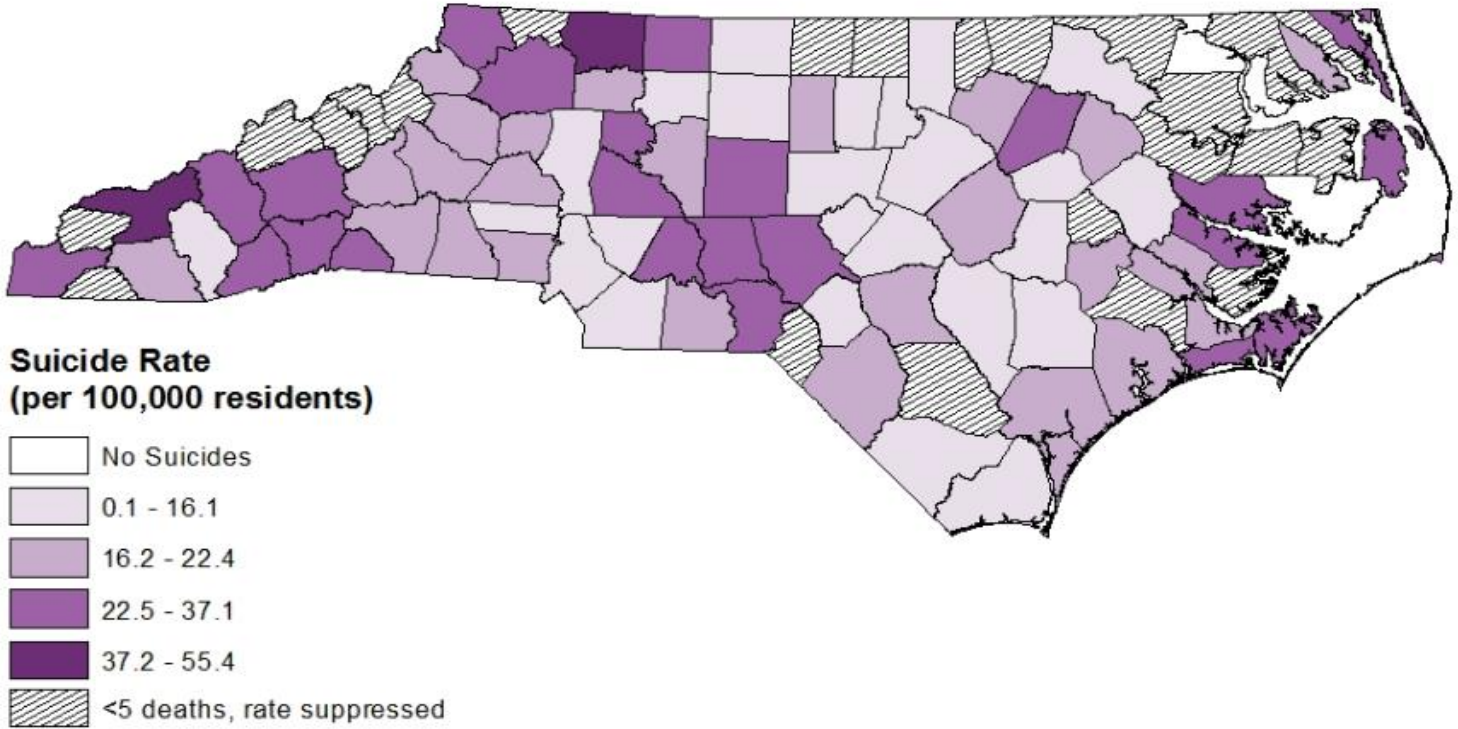 Suicide Rate
(per 100,000 residents)
No Suicides
0.1 - 16.1
16.2 - 22.4
22.5 - 37.1
37.2 - 55.4
<5 deaths, rate suppressed